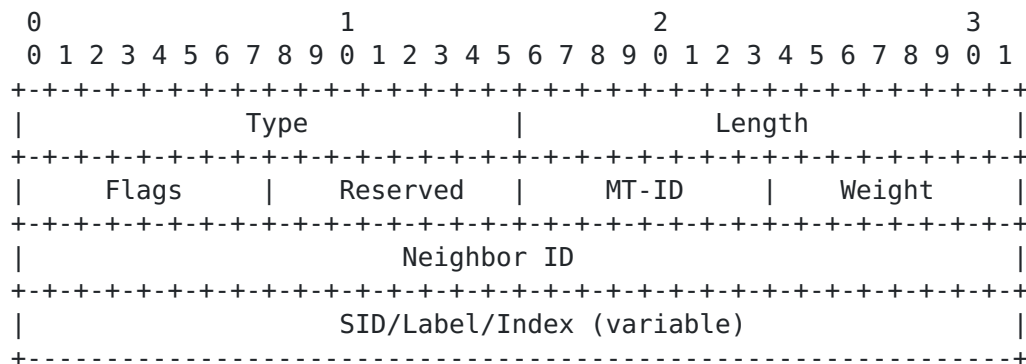 0                   1                   2                   3
 0 1 2 3 4 5 6 7 8 9 0 1 2 3 4 5 6 7 8 9 0 1 2 3 4 5 6 7 8 9 0 1
+-+-+-+-+-+-+-+-+-+-+-+-+-+-+-+-+-+-+-+-+-+-+-+-+-+-+-+-+-+-+-+-+
|              Type             |            Length             |
+-+-+-+-+-+-+-+-+-+-+-+-+-+-+-+-+-+-+-+-+-+-+-+-+-+-+-+-+-+-+-+-+
|     Flags     |    Reserved   |     MT-ID     |    Weight     |
+-+-+-+-+-+-+-+-+-+-+-+-+-+-+-+-+-+-+-+-+-+-+-+-+-+-+-+-+-+-+-+-+
|                        Neighbor ID                            |
+-+-+-+-+-+-+-+-+-+-+-+-+-+-+-+-+-+-+-+-+-+-+-+-+-+-+-+-+-+-+-+-+
|                    SID/Label/Index (variable)                 |
+---------------------------------------------------------------+